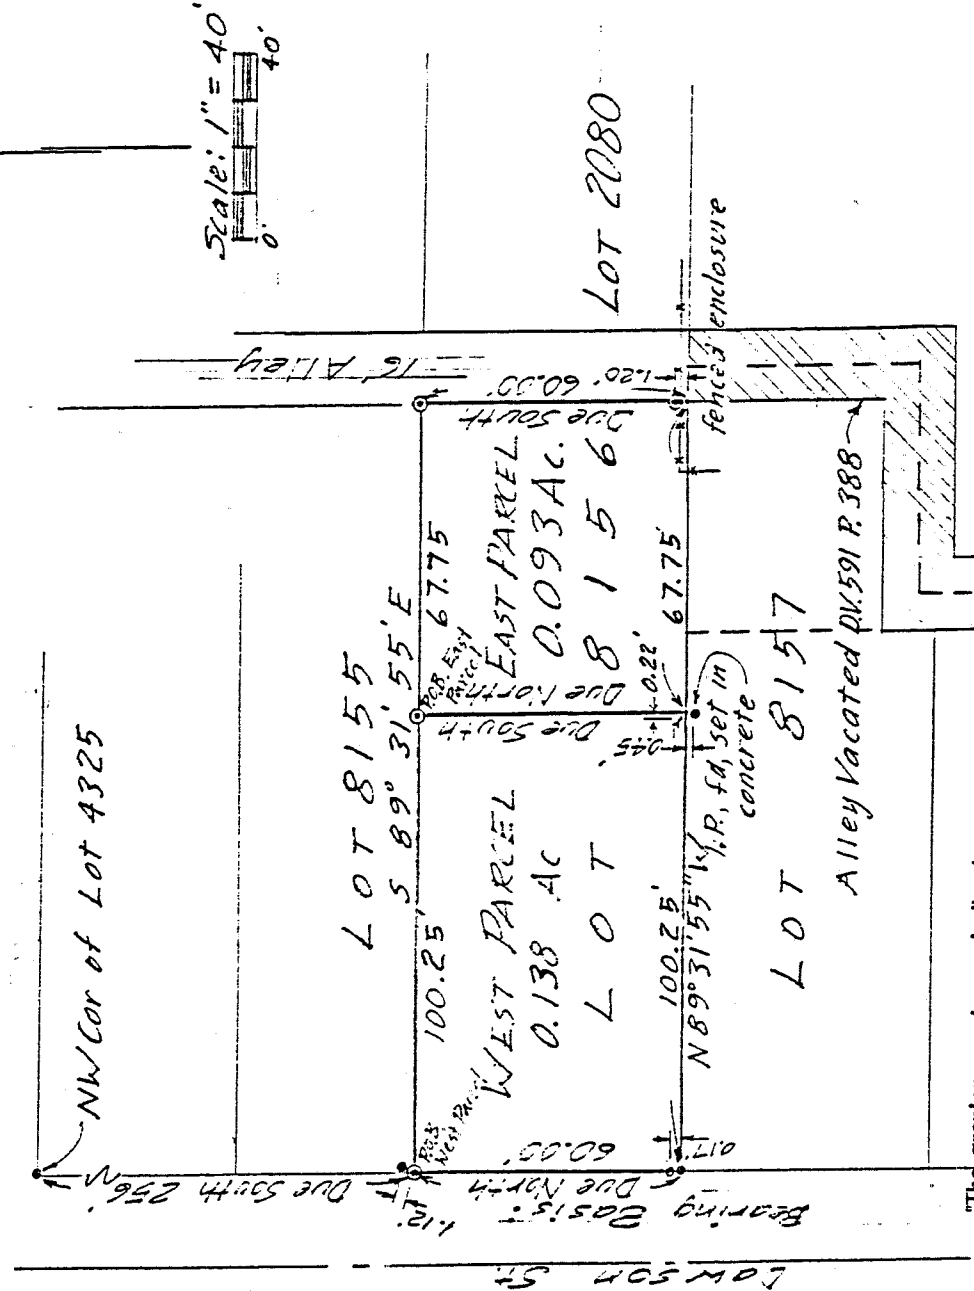 Scale: 1" = 40'
0' 40'
NW Cor of Lot 4325
LOT 8155
S 89° 31' 55' E
100.25'
67.75
16' Alley
LOT 2080
Due South 256'
1.12'
P.O.B. West Parcel
P.O.B. East Parcel
WEST PARCEL
0.138 Ac
EAST PARCEL
0.093 Ac.
LOT 8156
Due North
60.00'
Bearing Basis:
Due South
Due North
Due South
60.00'
1.20'
0.45'
0.22'
0.17'
100.25'
67.75'
N 89°31'55" W
I.P., fd, set in
concrete
fenced enclosure
LOT 8157
Alley Vacated D.V. 591 P. 388
Lawson St.
"The